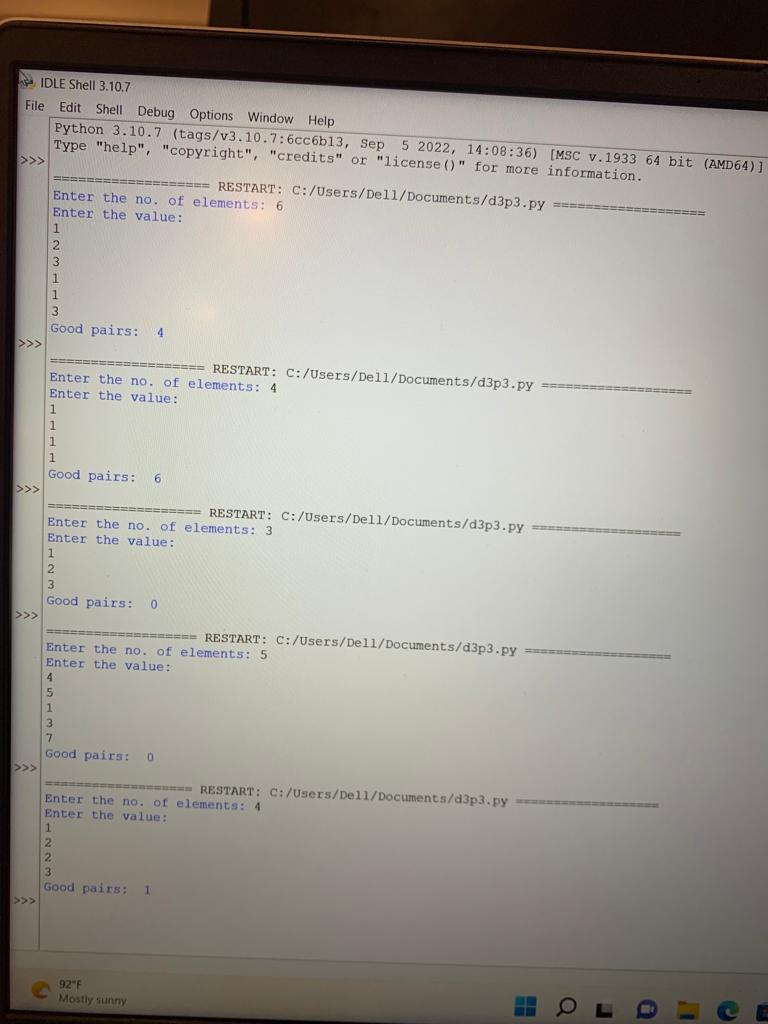 IDLE Shell 3.10.7
File Edit Shell Debug Options Window Help
Python 3.10.7 (tags/v3.10.7:6cc6b13, Sep  5 2022, 14:08:36) [MSC v.1933 64 bit (AMD64)]
Type "help", "copyright", "credits" or "license()" for more information.
>>>
=================== RESTART: C:/Users/Dell/Documents/d3p3.py ===================
Enter the no. of elements: 6
Enter the value:
1
2
3
1
1
3
Good pairs:  4
>>>
=================== RESTART: C:/Users/Dell/Documents/d3p3.py ===================
Enter the no. of elements: 4
Enter the value:
1
1
1
1
Good pairs:  6
>>>
=================== RESTART: C:/Users/Dell/Documents/d3p3.py ===================
Enter the no. of elements: 3
Enter the value:
1
2
3
Good pairs:  0
>>>
=================== RESTART: C:/Users/Dell/Documents/d3p3.py ===================
Enter the no. of elements: 5
Enter the value:
4
5
1
3
7
Good pairs:  0
>>>
=================== RESTART: C:/Users/Dell/Documents/d3p3.py ===================
Enter the no. of elements: 4
Enter the value:
1
2
2
3
Good pairs:  1
>>>
92°F
Mostly sunny